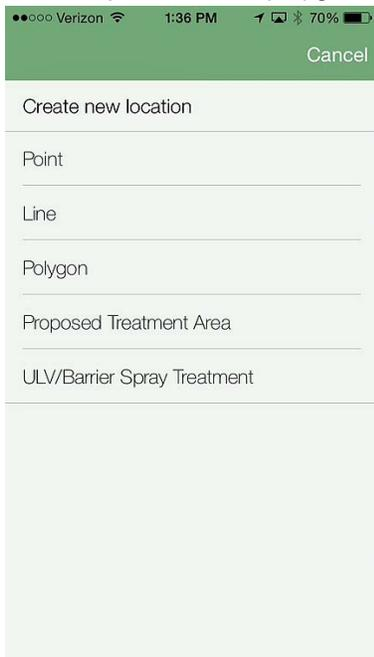 Verizon 1:36 PM 70%
Cancel
Create new location
Point
Line
Polygon
Proposed Treatment Area
ULV/Barrier Spray Treatment